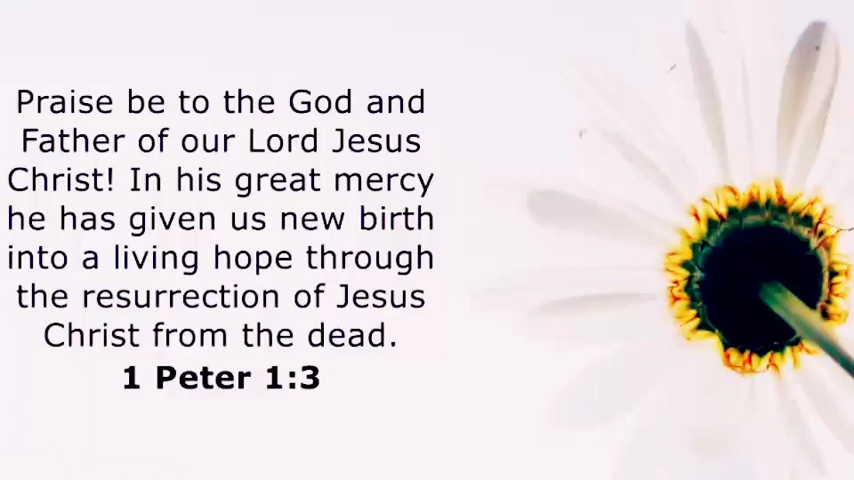 Praise be to the God and
Father of our Lord Jesus
Christ! In his great mercy
he has given us new birth
into a living hope through
the resurrection of Jesus
Christ from the dead.
1 Peter 1:3